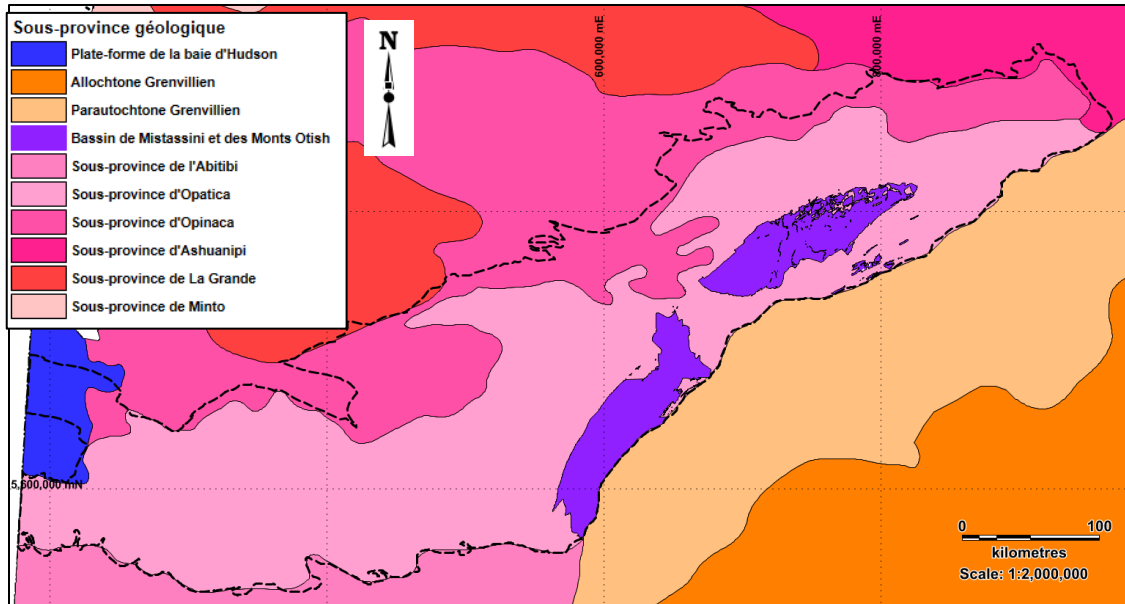 Sous-province géologique
Plate-forme de la baie d'Hudson
Allochtone Grenvillien
Parautochtone Grenvillien
Bassin de Mistassini et des Monts Otish
Sous-province de l'Abitibi
Sous-province d'Opatica
Sous-province d'Opinaca
Sous-province d'Ashuanipi
Sous-province de La Grande
Sous-province de Minto
N
600,000 mE
800,000 mE
5,600,000 mN
0 100
kilometres
Scale: 1:2,000,000